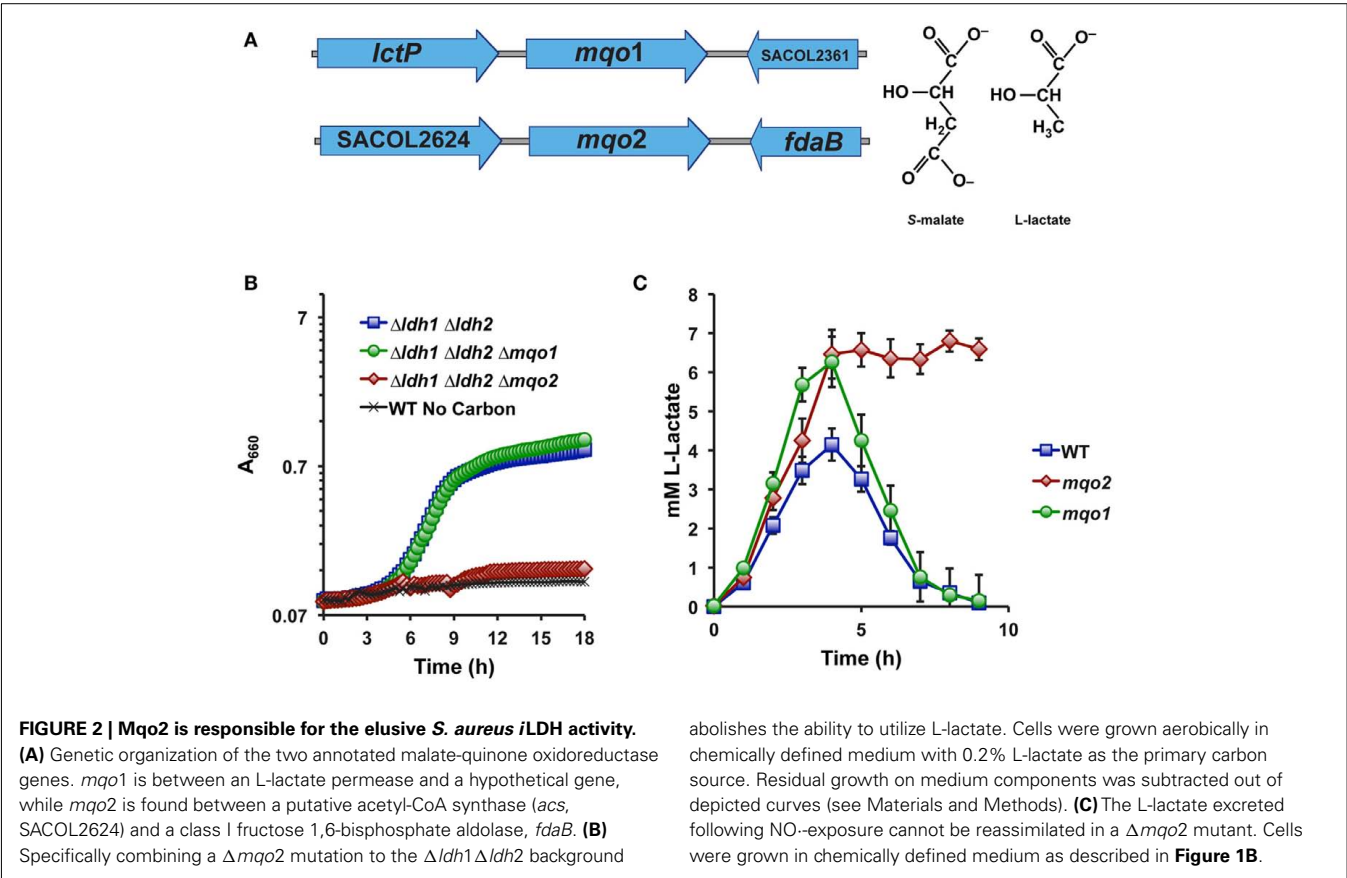 A
lctP
mqo1
SACOL2361
SACOL2624
mqo2
fdaB
O O–
C
HO —CH
H₂C
C
O O–
S-malate
O O–
C
HO —CH
H₃C
L-lactate
B
7
0.7
0.07
A₆₆₀
0 3 6 9 12 15 18
Time (h)
Δldh1 Δldh2
Δldh1 Δldh2 Δmqo1
Δldh1 Δldh2 Δmqo2
WT No Carbon
C
8
7
6
5
4
3
2
1
0
mM L-Lactate
0 5 10
Time (h)
WT
mqo2
mqo1
FIGURE 2 | Mqo2 is responsible for the elusive S. aureus iLDH activity.
(A) Genetic organization of the two annotated malate-quinone oxidoreductase
genes. mqo1 is between an L-lactate permease and a hypothetical gene,
while mqo2 is found between a putative acetyl-CoA synthase (acs,
SACOL2624) and a class I fructose 1,6-bisphosphate aldolase, fdaB. (B)
Specifically combining a Δmqo2 mutation to the Δldh1Δldh2 background
abolishes the ability to utilize L-lactate. Cells were grown aerobically in
chemically defined medium with 0.2% L-lactate as the primary carbon
source. Residual growth on medium components was subtracted out of
depicted curves (see Materials and Methods). (C) The L-lactate excreted
following NO·-exposure cannot be reassimilated in a Δmqo2 mutant. Cells
were grown in chemically defined medium as described in Figure 1B.